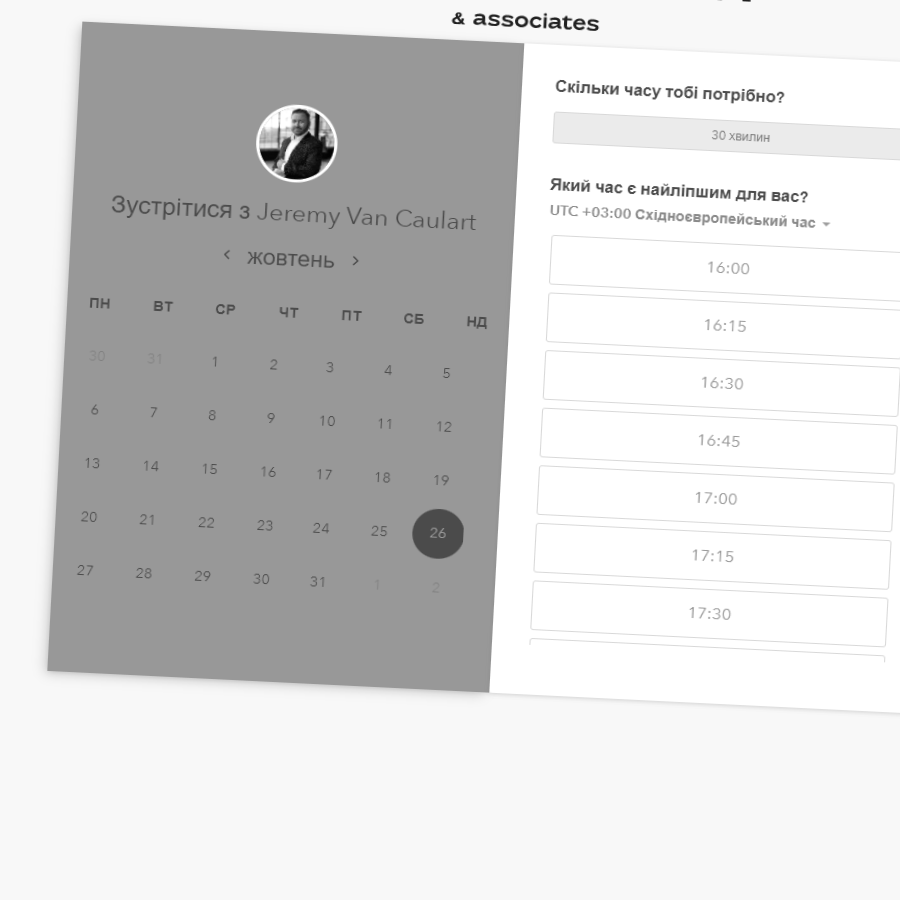 & associates
Зустрітися з Jeremy Van Caulart
жовтень
ПН ВТ СР ЧТ ПТ СБ НД
30 31 1 2 3 4 5
6 7 8 9 10 11 12
13 14 15 16 17 18 19
20 21 22 23 24 25 26
27 28 29 30 31 1 2
Скільки часу тобі потрібно?
30 хвилин
Який час є найліпшим для вас?
UTC +03:00 Східноєвропейський час
16:00
16:15
16:30
16:45
17:00
17:15
17:30